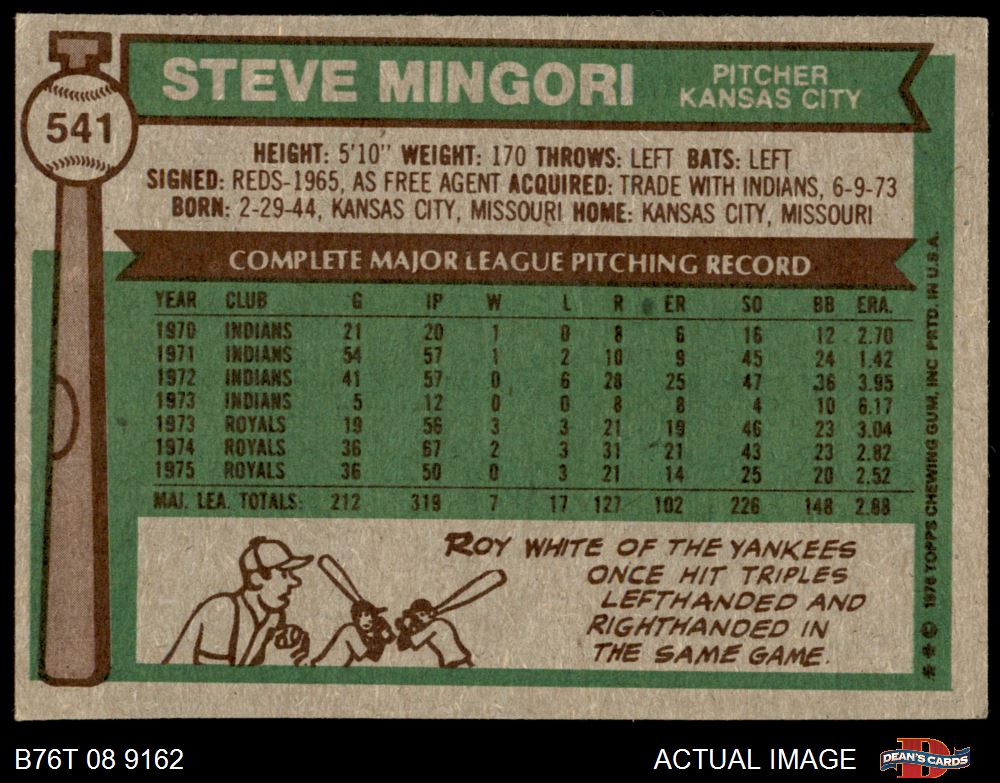 541
STEVE MINGORI
PITCHER
KANSAS CITY
HEIGHT: 5'10" WEIGHT: 170 THROWS: LEFT BATS: LEFT
SIGNED: REDS-1965, AS FREE AGENT ACQUIRED: TRADE WITH INDIANS, 6-9-73
BORN: 2-29-44, KANSAS CITY, MISSOURI HOME: KANSAS CITY, MISSOURI
COMPLETE MAJOR LEAGUE PITCHING RECORD
YEAR CLUB G IP W L R ER SO BB ERA.
1970 INDIANS 21 20 1 0 8 6 16 12 2.70
1971 INDIANS 54 57 1 2 10 9 45 24 1.42
1972 INDIANS 41 57 0 6 28 25 47 36 3.95
1973 INDIANS 5 12 0 0 8 8 4 10 6.17
1973 ROYALS 19 56 3 3 21 19 46 23 3.04
1974 ROYALS 36 67 2 3 31 21 43 23 2.82
1975 ROYALS 36 50 0 3 21 14 25 20 2.52
MAJ. LEA. TOTALS: 212 319 7 17 127 102 226 148 2.88
ROY WHITE OF THE YANKEES
ONCE HIT TRIPLES
LEFTHANDED AND
RIGHTHANDED IN
THE SAME GAME.
★★© 1976 TOPPS CHEWING GUM, INC PRTD. IN U.S.A.
B76T 08 9162
ACTUAL IMAGE
DEAN'S CARDS